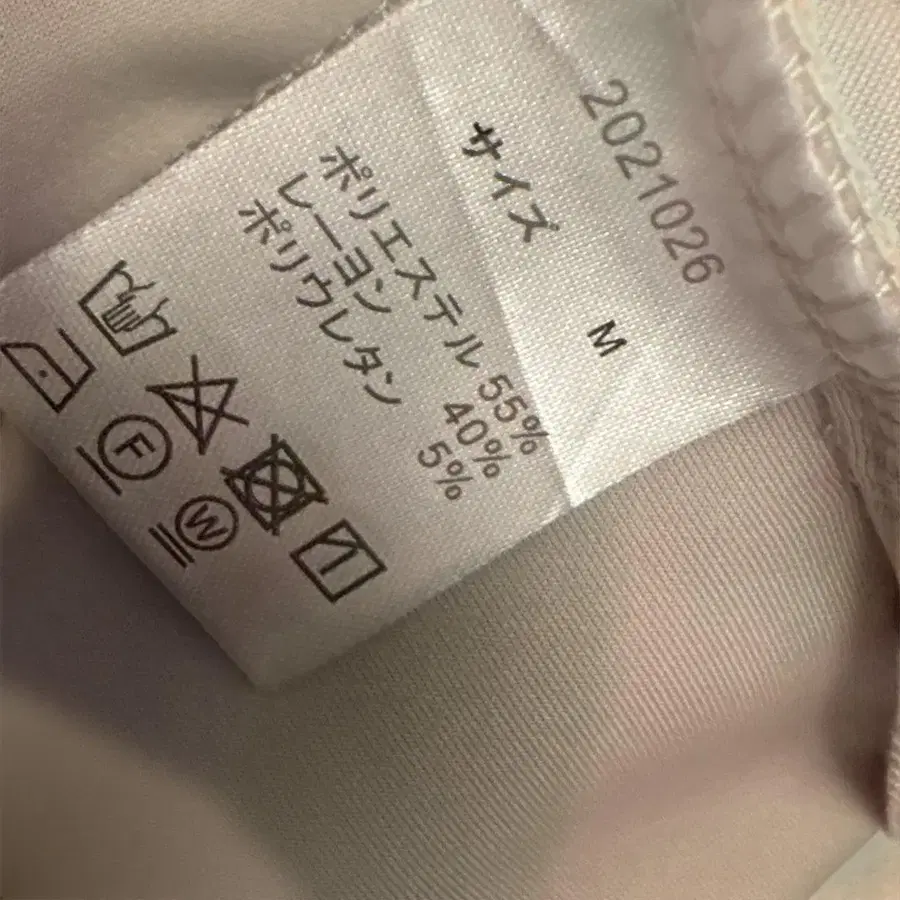 2021026
サイズ M
ポリエステル 55%
レーヨン 40%
ポリウレタン 5%
F
W